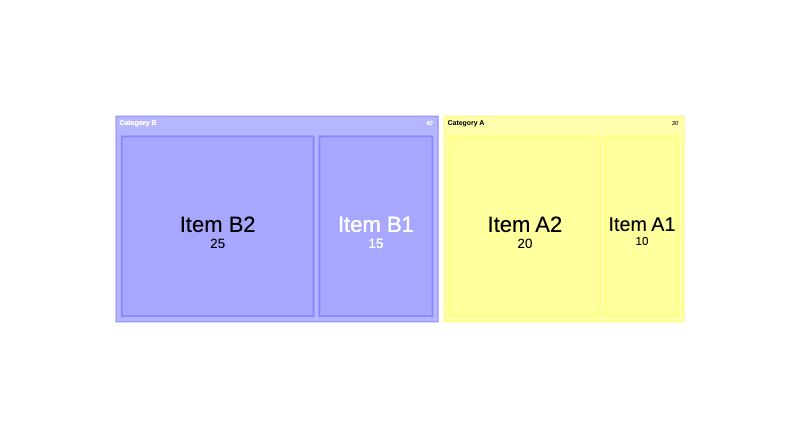 Category B 40
Item B2
25
Item B1
15
Category A 30
Item A2
20
Item A1
10